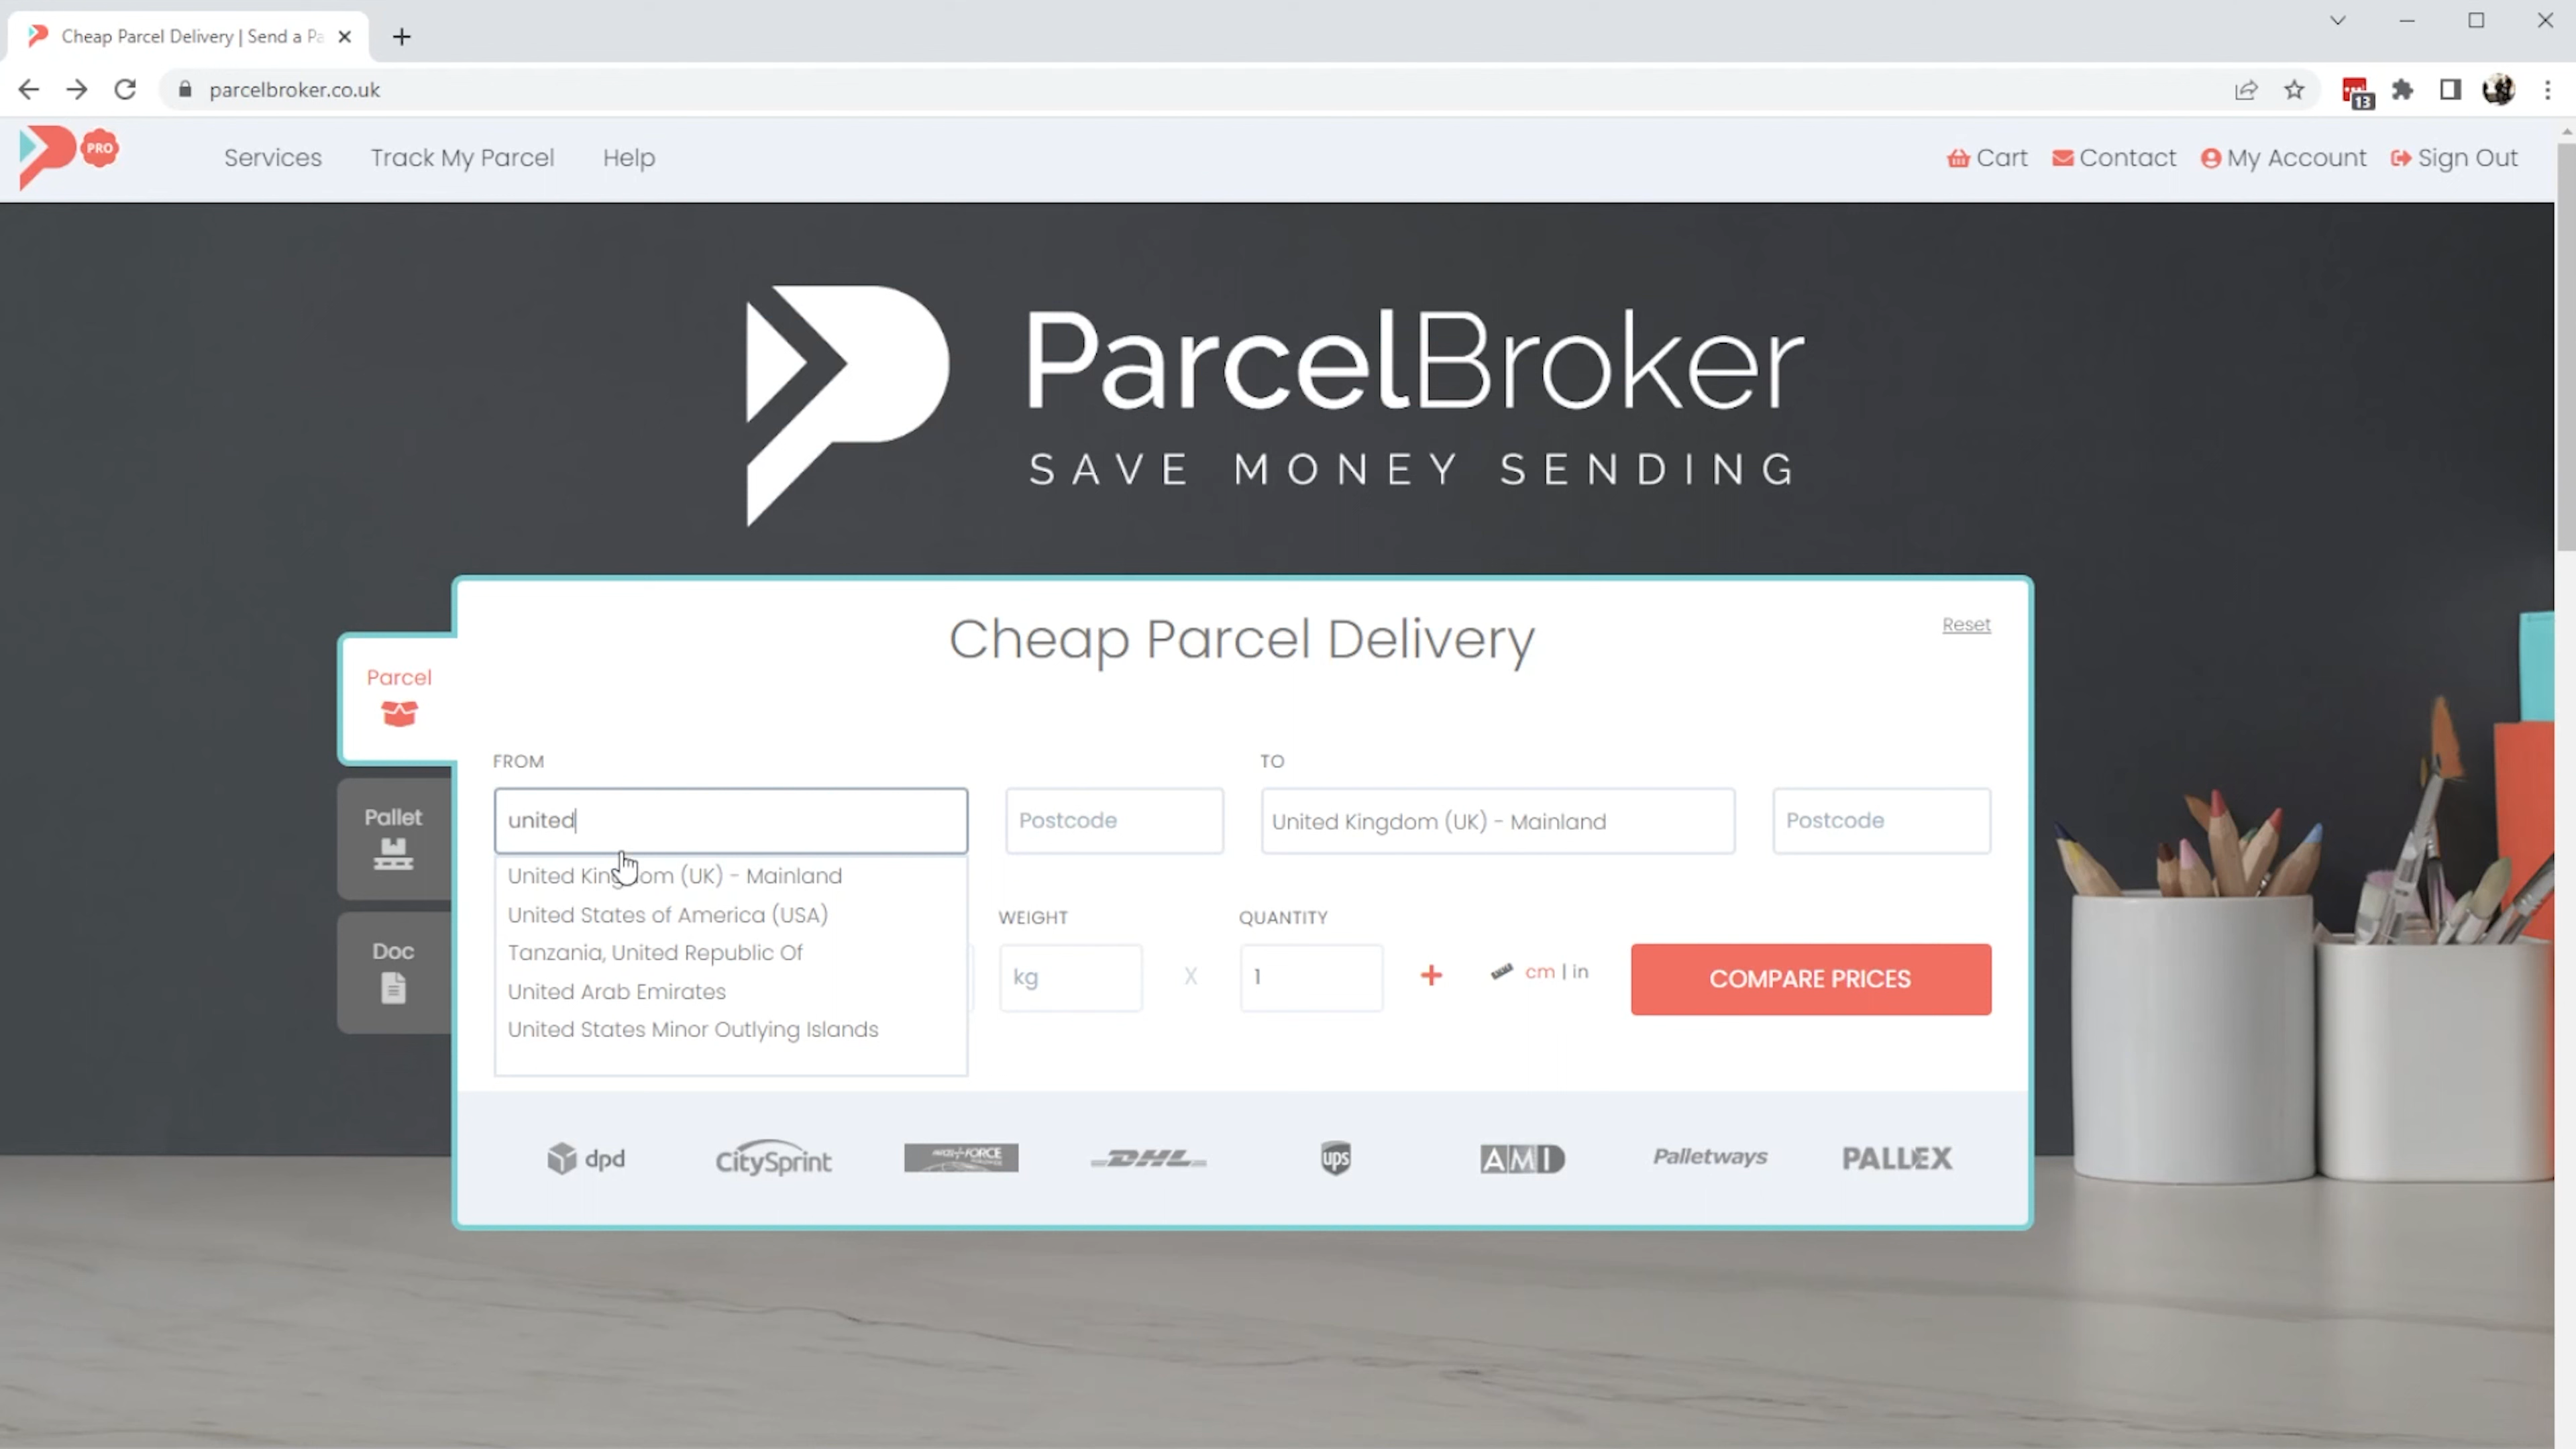 Cheap Parcel Delivery | Send a Pa
parcelbroker.co.uk
13
PRO
Services Track My Parcel Help
Cart Contact My Account Sign Out
ParcelBroker
SAVE MONEY SENDING
Cheap Parcel Delivery
Reset
Parcel
Pallet
Doc
FROM
TO
united
Postcode
United Kingdom (UK) - Mainland
Postcode
United Kingdom (UK) - Mainland
United States of America (USA)
Tanzania, United Republic Of
United Arab Emirates
United States Minor Outlying Islands
WEIGHT
QUANTITY
kg
X
1
+
cm | in
COMPARE PRICES
dpd
CitySprint
DHL
ups
AMI
Palletways
PALLEX